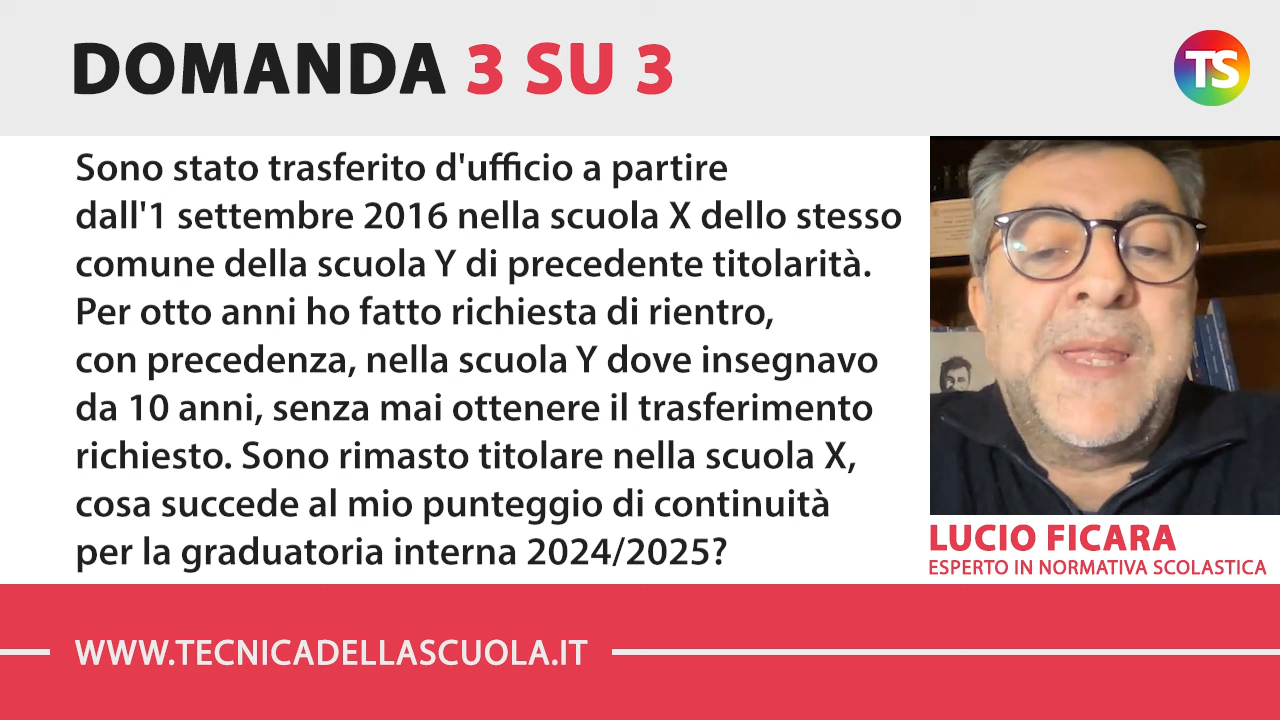 DOMANDA 3 SU 3
TS
Sono stato trasferito d'ufficio a partire
dall'1 settembre 2016 nella scuola X dello stesso
comune della scuola Y di precedente titolarità.
Per otto anni ho fatto richiesta di rientro,
con precedenza, nella scuola Y dove insegnavo
da 10 anni, senza mai ottenere il trasferimento
richiesto. Sono rimasto titolare nella scuola X,
cosa succede al mio punteggio di continuità
per la graduatoria interna 2024/2025?
LUCIO FICARA
ESPERTO IN NORMATIVA SCOLASTICA
WWW.TECNICADELLASCUOLA.IT